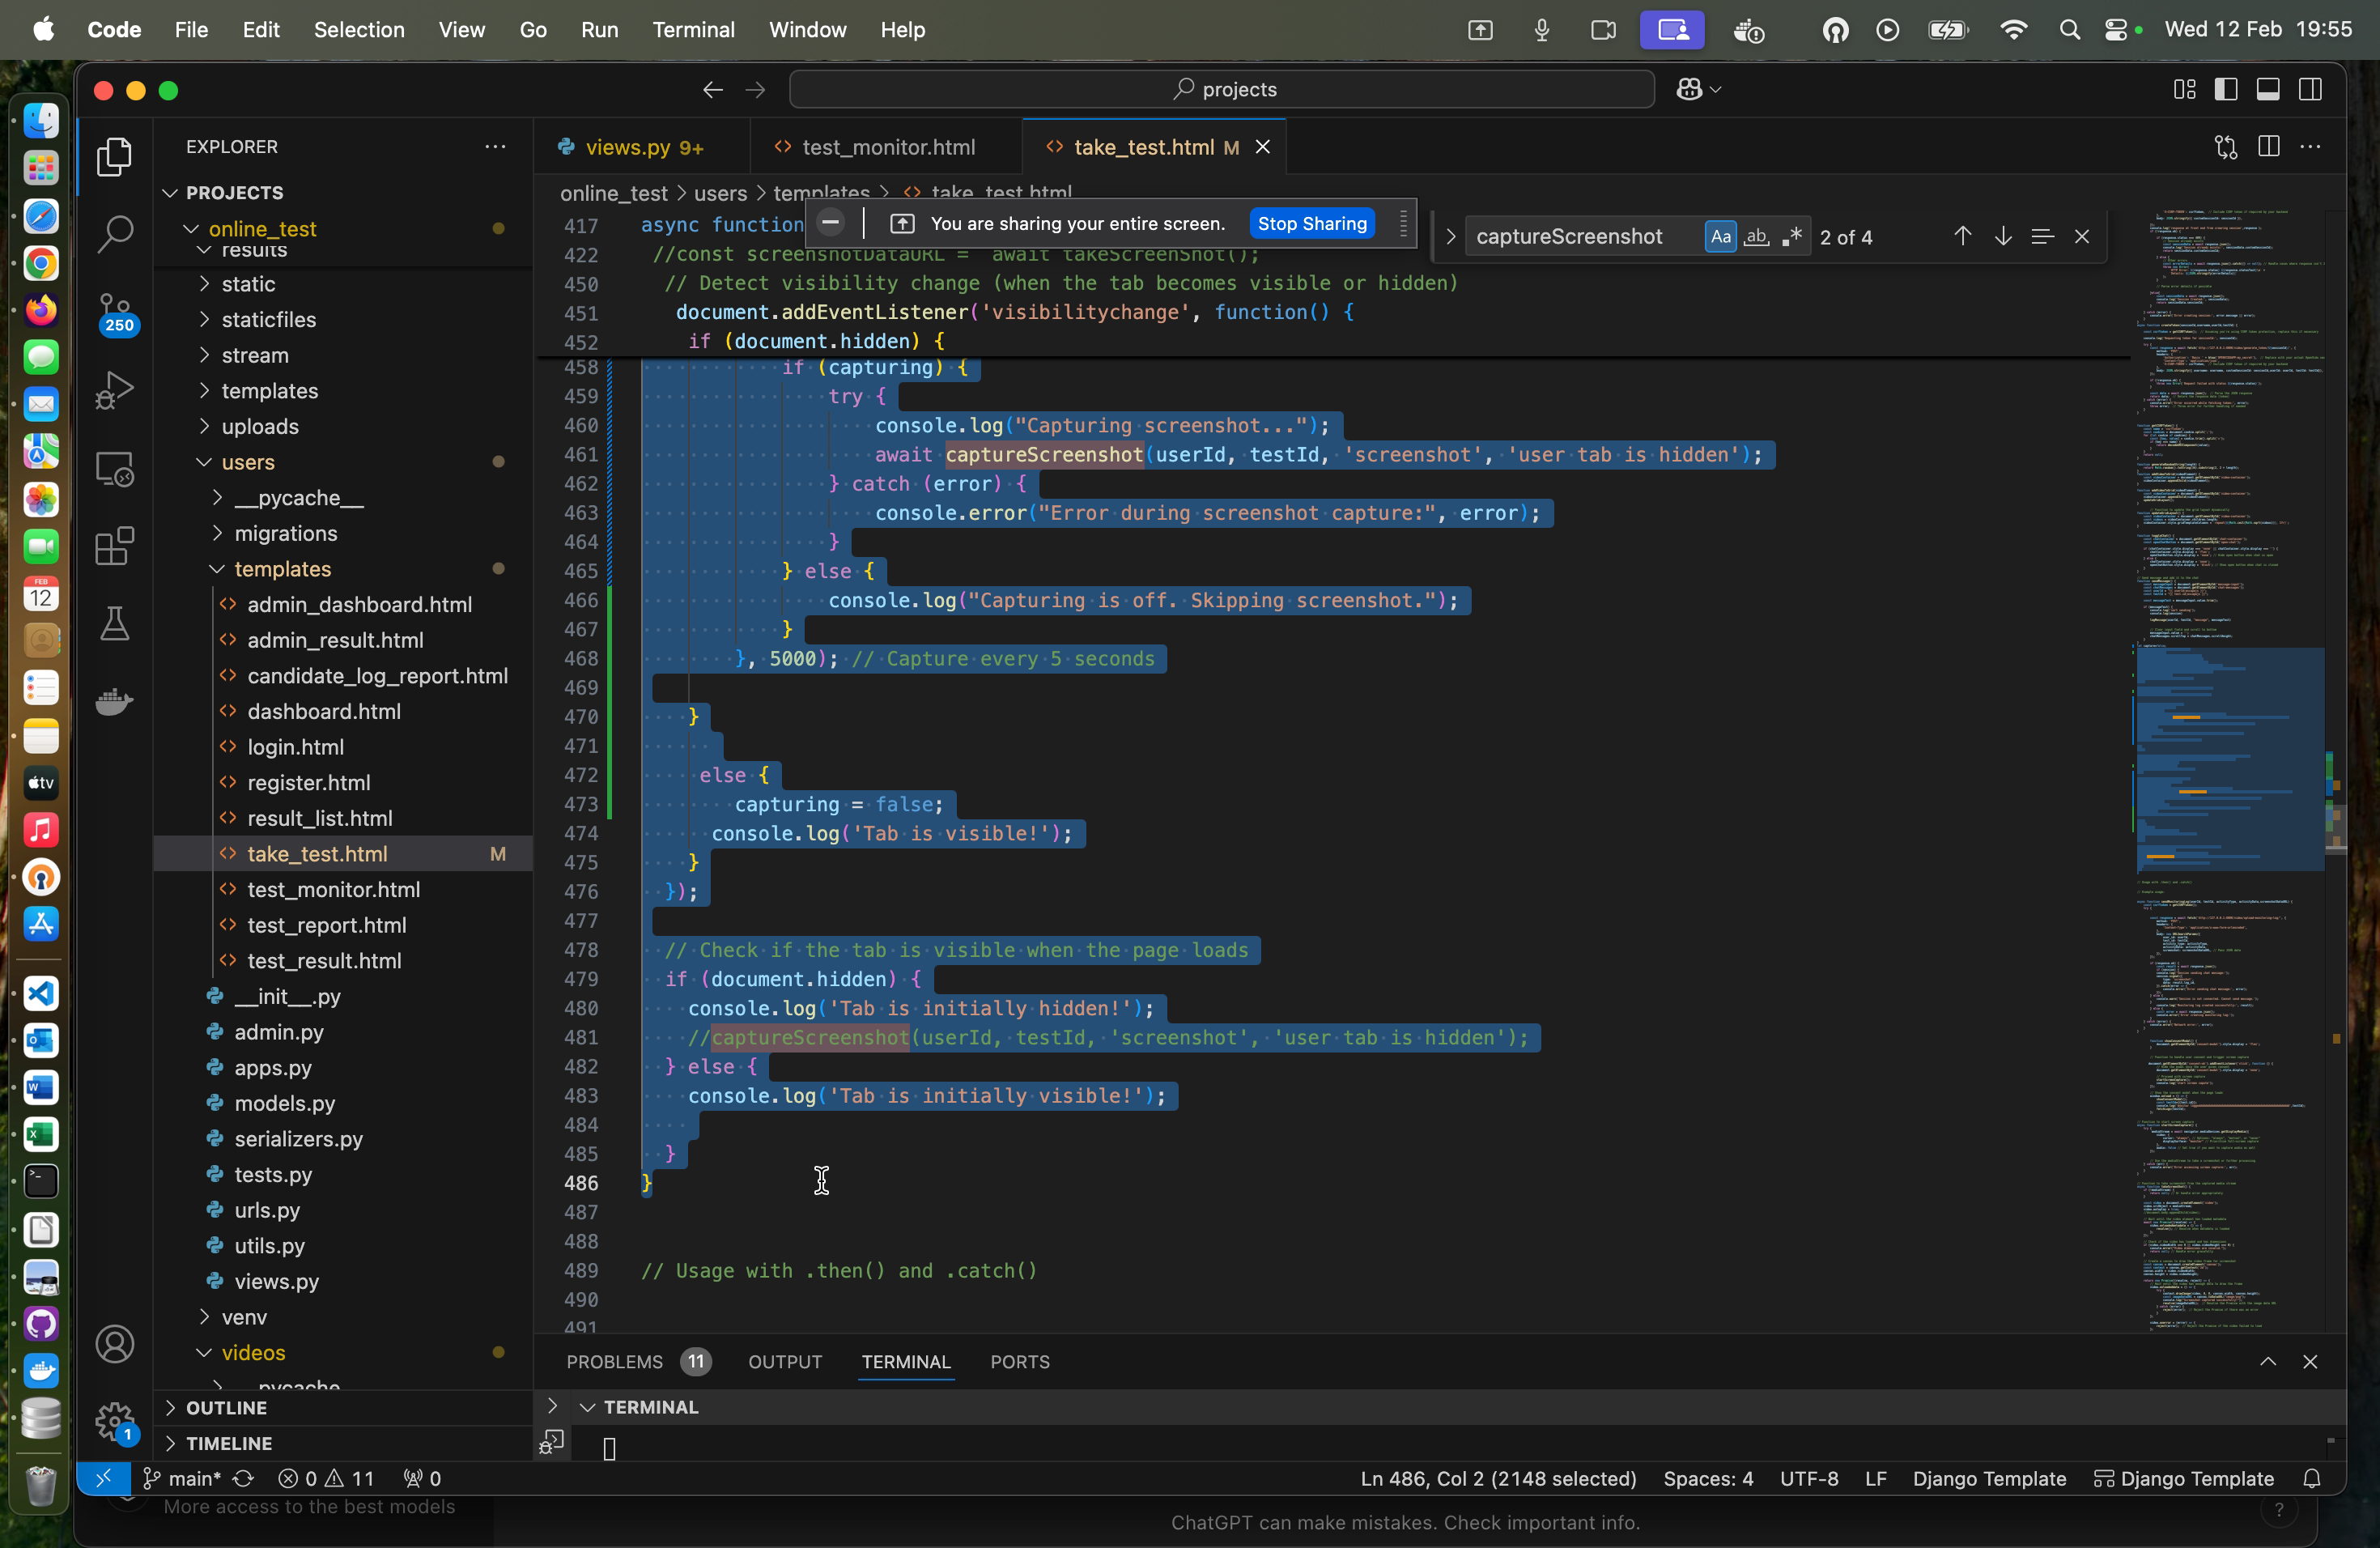 Code File Edit Selection View Go Run Terminal Window Help Wed 12 Feb 19:55
projects
EXPLORER
views.py 9+ test_monitor.html take_test.html M
PROJECTS
online_test > users > templates > <> take_test.html
online_test
results
static
staticfiles
stream
templates
uploads
users
__pycache__
migrations
templates
admin_dashboard.html
admin_result.html
candidate_log_report.html
dashboard.html
login.html
register.html
result_list.html
take_test.html M
test_monitor.html
test_report.html
test_result.html
__init__.py
admin.py
apps.py
models.py
serializers.py
tests.py
urls.py
utils.py
views.py
venv
videos
__pycache
OUTLINE
TIMELINE
250
1
FEB
12
tv
You are sharing your entire screen. Stop Sharing
captureScreenshot Aa ab 2 of 4
417 async function
422 //const screenshotDataURL = await takeScreenShot();
450 // Detect visibility change (when the tab becomes visible or hidden)
451 document.addEventListener('visibilitychange', function() {
452 if (document.hidden) {
458 if (capturing) {
459 try {
460 console.log("Capturing screenshot...");
461 await captureScreenshot(userId, testId, 'screenshot', 'user tab is hidden');
462 } catch (error) {
463 console.error("Error during screenshot capture:", error);
464 }
465 } else {
466 console.log("Capturing is off. Skipping screenshot.");
467 }
468 }, 5000); // Capture every 5 seconds
469
470 }
471
472 else {
473 capturing = false;
474 console.log('Tab is visible!');
475 }
476 });
477
478 // Check if the tab is visible when the page loads
479 if (document.hidden) {
480 console.log('Tab is initially hidden!');
481 //captureScreenshot(userId, testId, 'screenshot', 'user tab is hidden');
482 } else {
483 console.log('Tab is initially visible!');
484
485 }
486 }
487
488
489 // Usage with .then() and .catch()
490
491
PROBLEMS 11 OUTPUT TERMINAL PORTS
TERMINAL
main* 0 11 0 Ln 486, Col 2 (2148 selected) Spaces: 4 UTF-8 LF Django Template Django Template
More access to the best models
ChatGPT can make mistakes. Check important info.
?